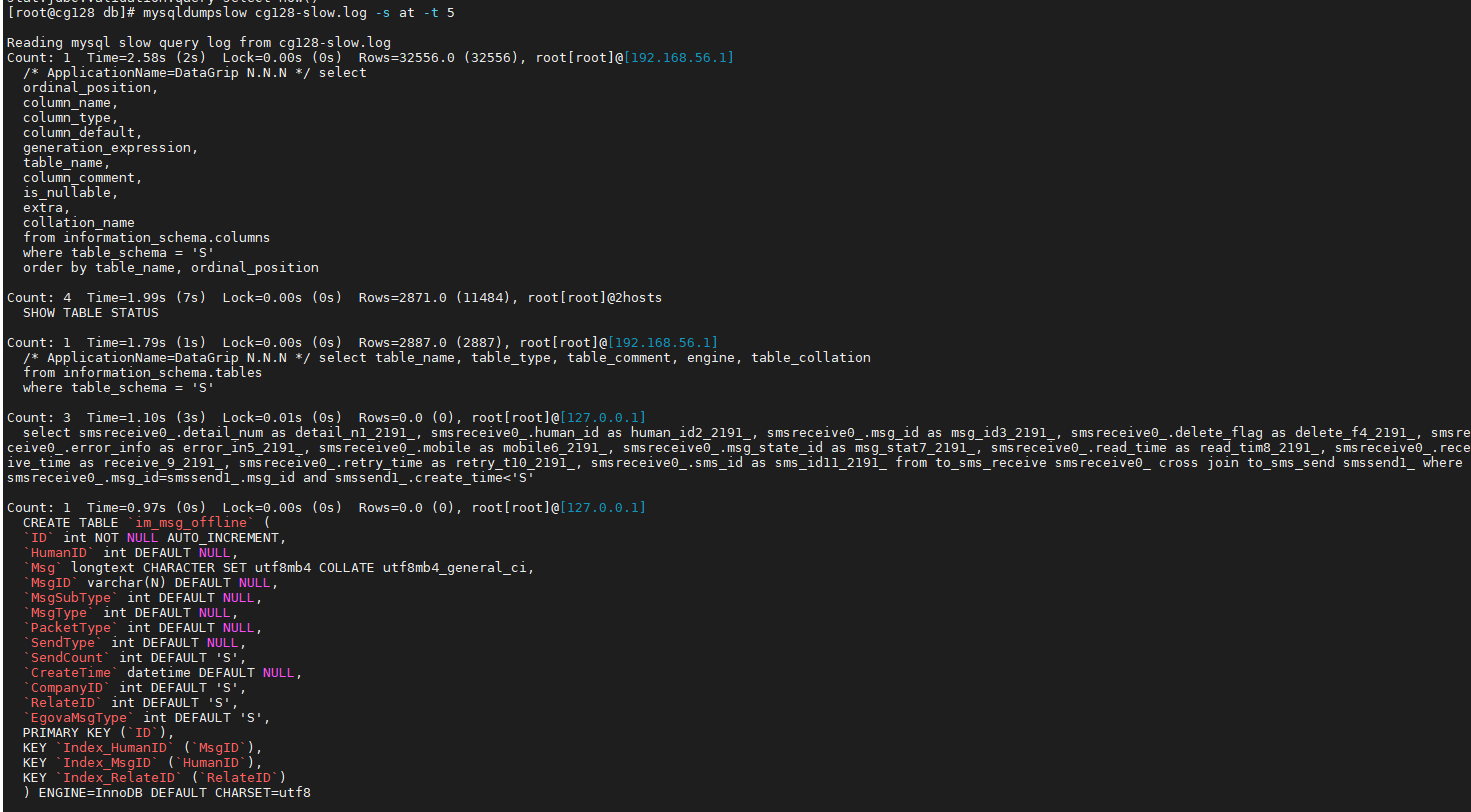 [root@cg128 db]# mysqldumpslow cg128-slow.log -s at -t 5
Reading mysql slow query log from cg128-slow.log
Count: 1  Time=2.58s (2s)  Lock=0.00s (0s)  Rows=32556.0 (32556), root[root]@[192.168.56.1]
  /* ApplicationName=DataGrip N.N.N */ select
  ordinal_position,
  column_name,
  column_type,
  column_default,
  generation_expression,
  table_name,
  column_comment,
  is_nullable,
  extra,
  collation_name
  from information_schema.columns
  where table_schema = 'S'
  order by table_name, ordinal_position
Count: 4  Time=1.99s (7s)  Lock=0.00s (0s)  Rows=2871.0 (11484), root[root]@2hosts
  SHOW TABLE STATUS
Count: 1  Time=1.79s (1s)  Lock=0.00s (0s)  Rows=2887.0 (2887), root[root]@[192.168.56.1]
  /* ApplicationName=DataGrip N.N.N */ select table_name, table_type, table_comment, engine, table_collation
  from information_schema.tables
  where table_schema = 'S'
Count: 3  Time=1.10s (3s)  Lock=0.01s (0s)  Rows=0.0 (0), root[root]@[127.0.0.1]
  select smsreceive0_.detail_num as detail_n1_2191_, smsreceive0_.human_id as human_id2_2191_, smsreceive0_.msg_id as msg_id3_2191_, smsreceive0_.delete_flag as delete_f4_2191_, smsre
ceive0_.error_info as error_in5_2191_, smsreceive0_.mobile as mobile6_2191_, smsreceive0_.msg_state_id as msg_stat7_2191_, smsreceive0_.read_time as read_tim8_2191_, smsreceive0_.rece
ive_time as receive_9_2191_, smsreceive0_.retry_time as retry_t10_2191_, smsreceive0_.sms_id as sms_id11_2191_ from to_sms_receive smsreceive0_ cross join to_sms_send smssend1_ where
smsreceive0_.msg_id=smssend1_.msg_id and smssend1_.create_time<'S'
Count: 1  Time=0.97s (0s)  Lock=0.00s (0s)  Rows=0.0 (0), root[root]@[127.0.0.1]
  CREATE TABLE `im_msg_offline` (
  `ID` int NOT NULL AUTO_INCREMENT,
  `HumanID` int DEFAULT NULL,
  `Msg` longtext CHARACTER SET utf8mb4 COLLATE utf8mb4_general_ci,
  `MsgID` varchar(N) DEFAULT NULL,
  `MsgSubType` int DEFAULT NULL,
  `MsgType` int DEFAULT NULL,
  `PacketType` int DEFAULT NULL,
  `SendType` int DEFAULT NULL,
  `SendCount` int DEFAULT 'S',
  `CreateTime` datetime DEFAULT NULL,
  `CompanyID` int DEFAULT 'S',
  `RelateID` int DEFAULT 'S',
  `EgovaMsgType` int DEFAULT 'S',
  PRIMARY KEY (`ID`),
  KEY `Index_HumanID` (`MsgID`),
  KEY `Index_MsgID` (`HumanID`),
  KEY `Index_RelateID` (`RelateID`)
  ) ENGINE=InnoDB DEFAULT CHARSET=utf8